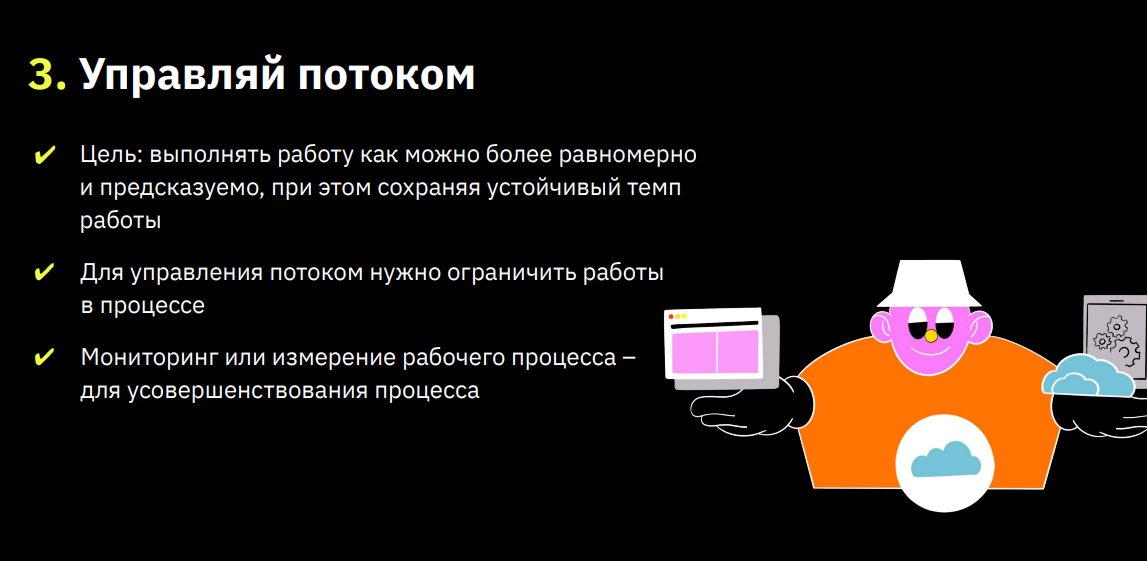 3. Управляй потоком
✔ Цель: выполнять работу как можно более равномерно
и предсказуемо, при этом сохраняя устойчивый темп
работы
✔ Для управления потоком нужно ограничить работы
в процессе
✔ Мониторинг или измерение рабочего процесса –
для усовершенствования процесса